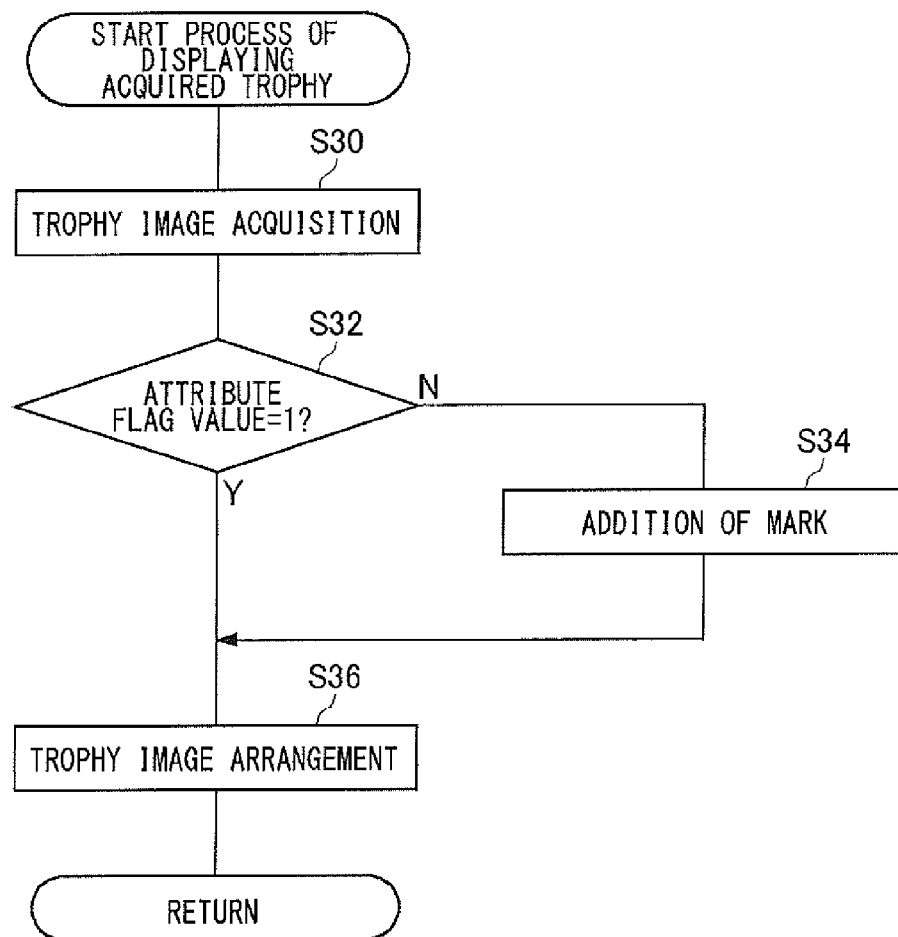 START PROCESS OF
DISPLAYING
ACQUIRED TROPHY
S30
TROPHY IMAGE ACQUISITION
S32
ATTRIBUTE
FLAG VALUE=1?
N
Y
S34
ADDITION OF MARK
S36
TROPHY IMAGE ARRANGEMENT
RETURN